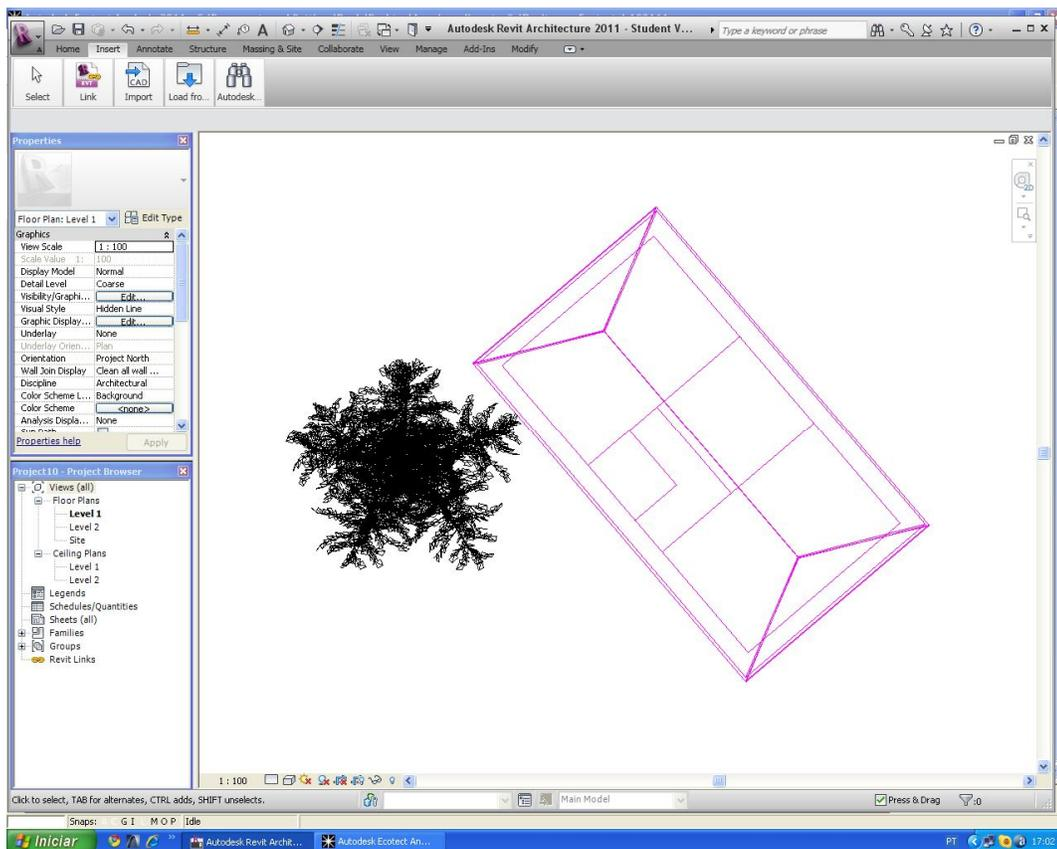 Autodesk Revit Architecture 2011 - Student V...
Type a keyword or phrase
Home Insert Annotate Structure Massing & Site Collaborate View Manage Add-Ins Modify
Select Link Import Load fro... Autodesk...
Properties
Floor Plan: Level 1 Edit Type
Graphics
View Scale 1 : 100
Scale Value 1: 100
Display Model Normal
Detail Level Coarse
Visibility/Graphi... Edit...
Visual Style Hidden Line
Graphic Display... Edit...
Underlay None
Underlay Orien... Plan
Orientation Project North
Wall Join Display Clean all wall ...
Discipline Architectural
Color Scheme L... Background
Color Scheme <none>
Analysis Displa... None
Properties help Apply
Project10 - Project Browser
Views (all)
Floor Plans
Level 1
Level 2
Site
Ceiling Plans
Level 1
Level 2
Legends
Schedules/Quantities
Sheets (all)
Families
Groups
Revit Links
2D
1 : 100
Click to select, TAB for alternates, CTRL adds, SHIFT unselects.
Main Model
Press & Drag :0
Snaps: G I M O P Idle
Iniciar Autodesk Revit Archit... Autodesk Ecotect An... PT 17:02